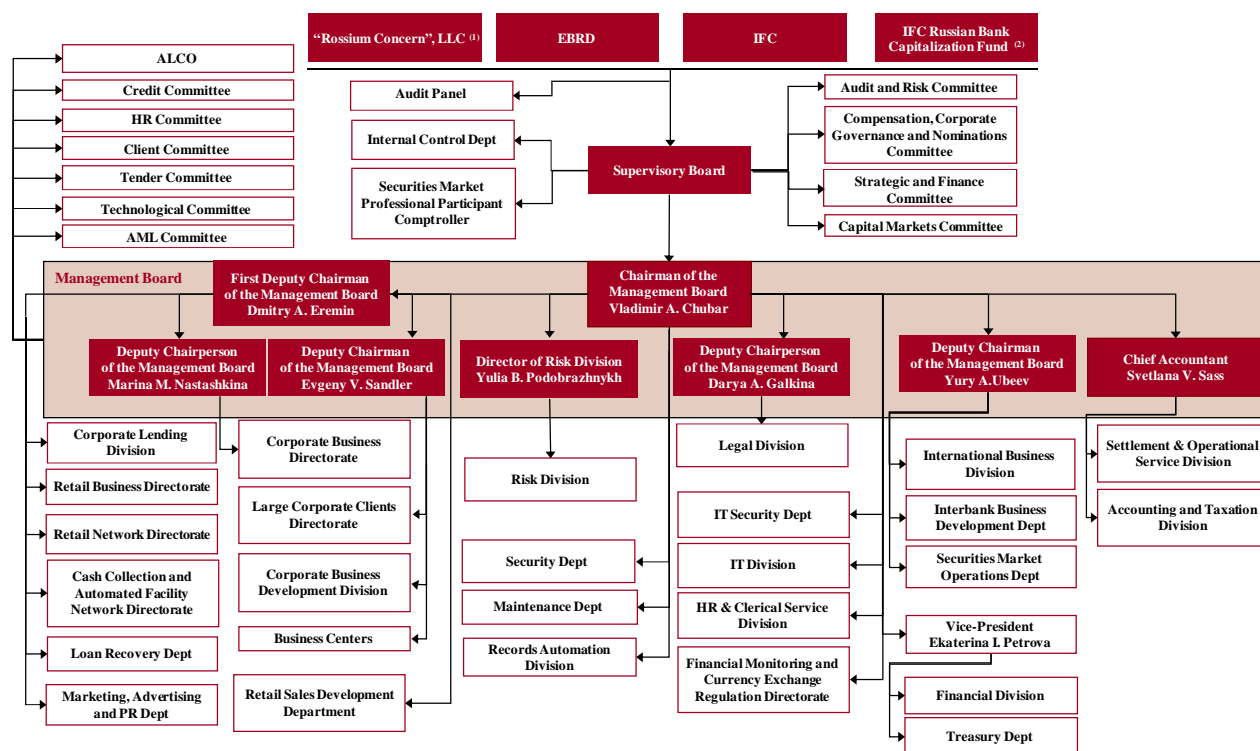 “Rossium Concern”, LLC (1)
EBRD
IFC
IFC Russian Bank
Capitalization Fund (2)
ALCO
Credit Committee
HR Committee
Client Committee
Tender Committee
Technological Committee
AML Committee
Audit Panel
Internal Control Dept
Securities Market
Professional Participant
Comptroller
Supervisory Board
Audit and Risk Committee
Compensation, Corporate
Governance and Nominations
Committee
Strategic and Finance
Committee
Capital Markets Committee
Management Board
First Deputy Chairman
of the Management Board
Dmitry A. Eremin
Chairman of the
Management Board
Vladimir A. Chubar
Deputy Chairperson
of the Management Board
Marina M. Nastashkina
Deputy Chairman
of the Management Board
Evgeny V. Sandler
Director of Risk Division
Yulia B. Podobrazhnykh
Deputy Chairperson
of the Management Board
Darya A. Galkina
Deputy Chairman
of the Management Board
Yury A.Ubeev
Chief Accountant
Svetlana V. Sass
Corporate Lending
Division
Retail Business Directorate
Retail Network Directorate
Cash Collection and
Automated Facility
Network Directorate
Loan Recovery Dept
Marketing, Advertising
and PR Dept
Corporate Business
Directorate
Large Corporate Clients
Directorate
Corporate Business
Development Division
Business Centers
Retail Sales Development
Department
Risk Division
Security Dept
Maintenance Dept
Records Automation
Division
Legal Division
IT Security Dept
IT Division
HR & Clerical Service
Division
Financial Monitoring and
Currency Exchange
Regulation Directorate
International Business
Division
Interbank Business
Development Dept
Securities Market
Operations Dept
Vice-President
Ekaterina I. Petrova
Financial Division
Treasury Dept
Settlement & Operational
Service Division
Accounting and Taxation
Division